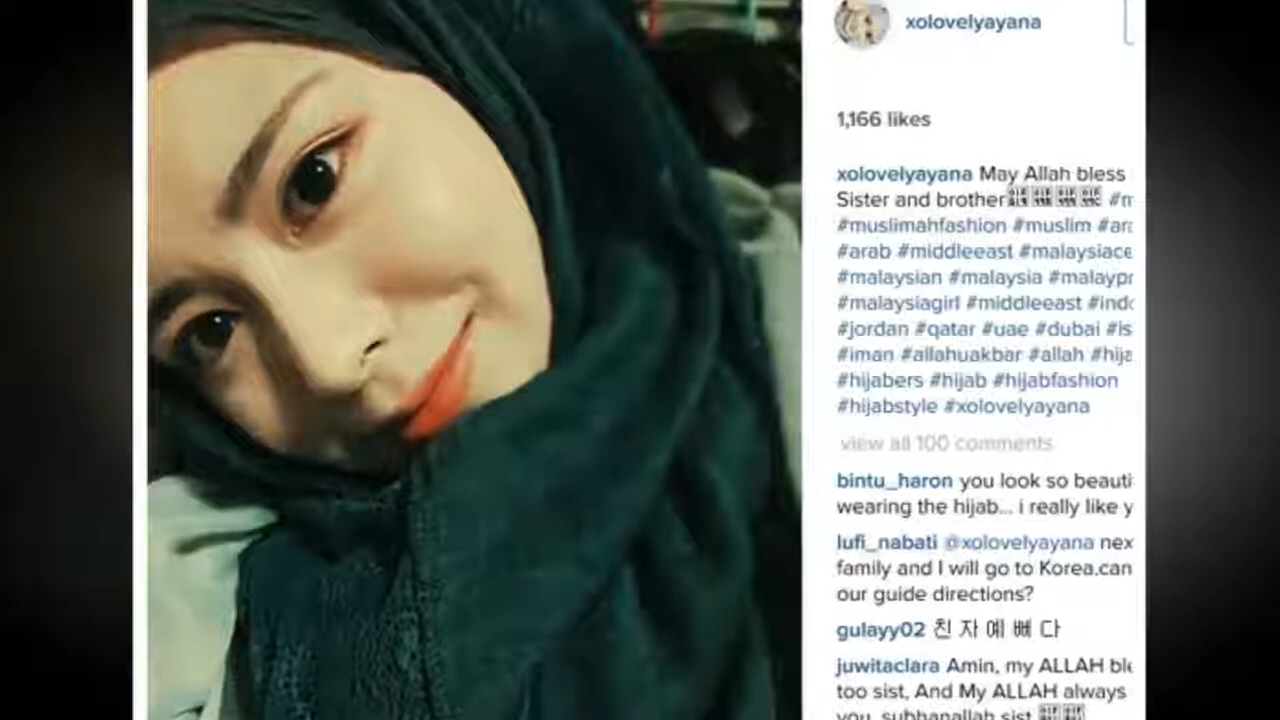 xolovelyayana
1,166 likes
xolovelyayana May Allah bless
Sister and brother
#muslimahfashion #muslim
#arab #middleeast
#malaysian #malaysia
#malaysiagirl #middleeast
#jordan #qatar #uae #dubai
#iman #allahuakbar #allah
#hijabers #hijab #hijabfashion
#hijabstyle #xolovelyayana
view all 100 comments
bintu_haron you look so
wearing the hijab... i really like
lufi_nabati @xolovelyayana
family and I will go to Korea.can
our guide directions?
gulayy02 친 자 예 뻐 다
juwitaclara Amin, my ALLAH
too sist, And My ALLAH always
you, subhanallah sist